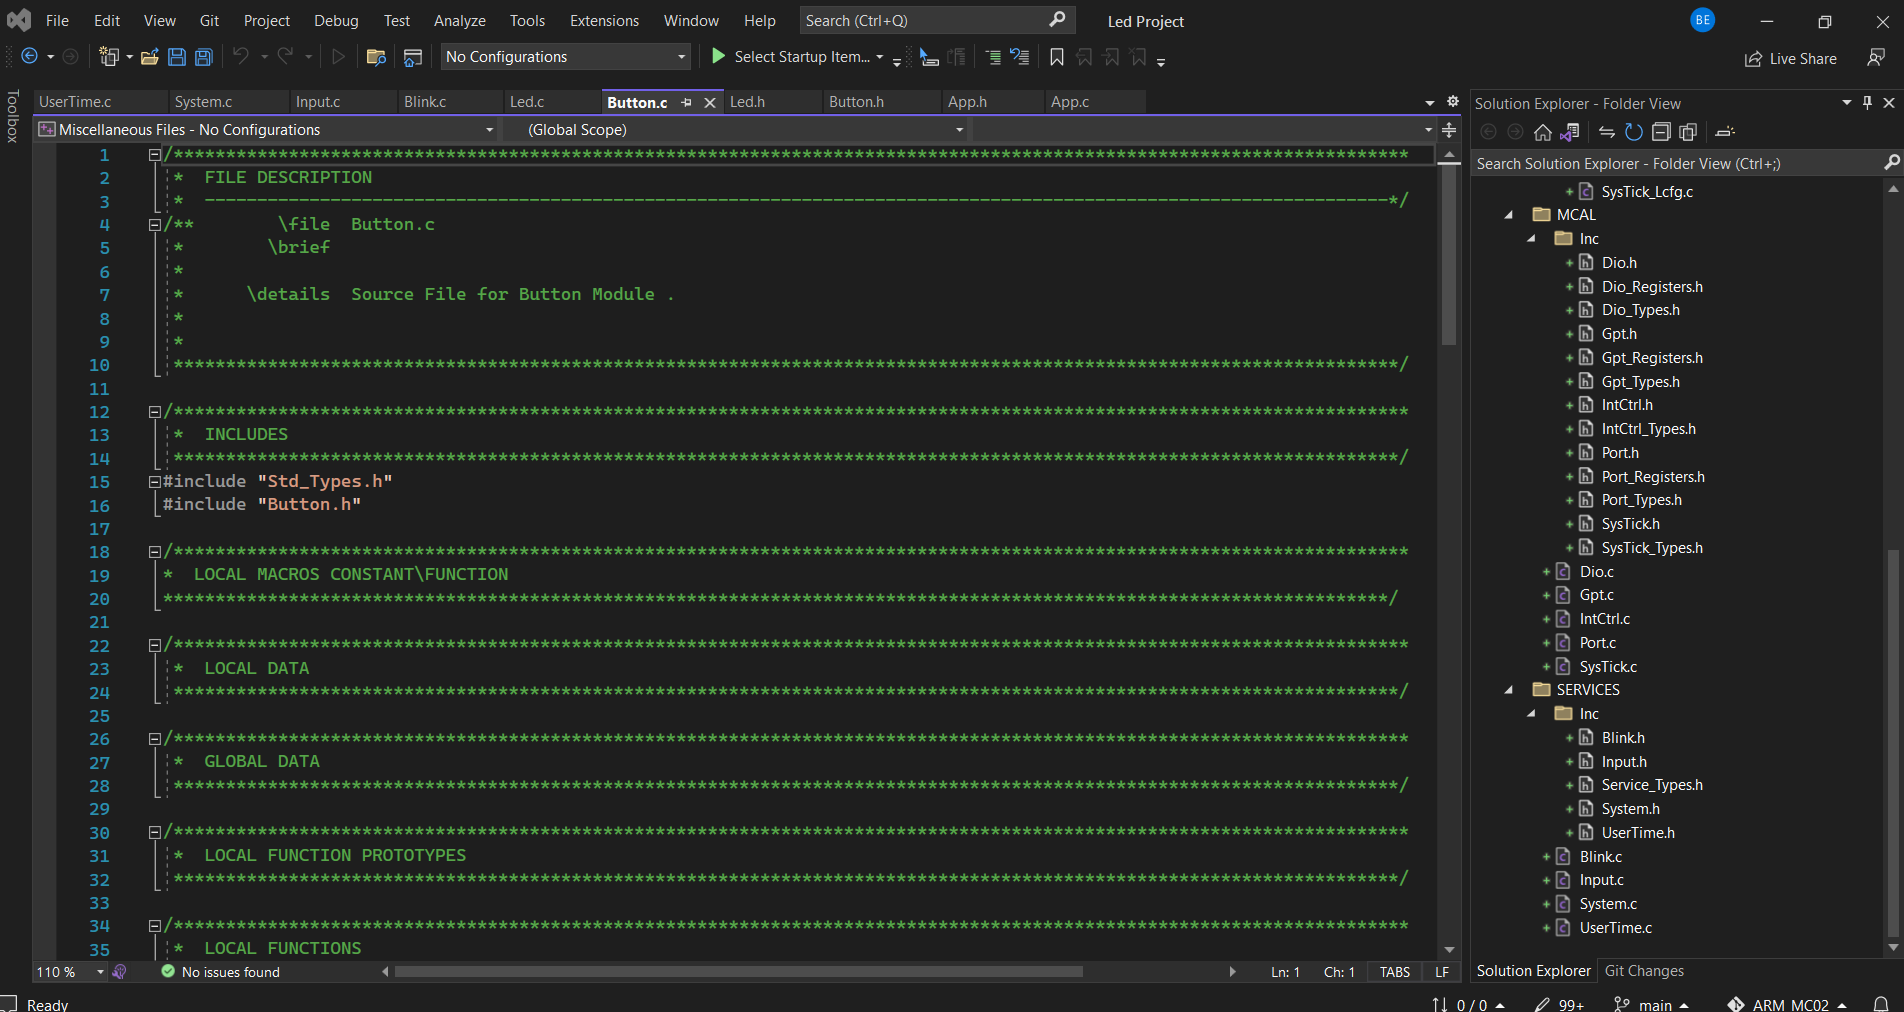 File Edit View Git Project Debug Test Analyze Tools Extensions Window Help Search (Ctrl+Q) Led Project BE
No Configurations Select Startup Item... Live Share
Toolbox
UserTime.c System.c Input.c Blink.c Led.c Button.c Led.h Button.h App.h App.c
Miscellaneous Files - No Configurations (Global Scope)
1 /**********************************************************************************************************************
2 * FILE DESCRIPTION
3 * -----------------------------------------------------------------------------------------------------------------*/
4 /** \file Button.c
5 * \brief
6 *
7 * \details Source File for Button Module .
8 *
9 *
10 *********************************************************************************************************************/
11
12 /**********************************************************************************************************************
13 * INCLUDES
14 *********************************************************************************************************************/
15 #include "Std_Types.h"
16 #include "Button.h"
17
18 /**********************************************************************************************************************
19 * LOCAL MACROS CONSTANT\FUNCTION
20 *********************************************************************************************************************/
21
22 /**********************************************************************************************************************
23 * LOCAL DATA
24 *********************************************************************************************************************/
25
26 /**********************************************************************************************************************
27 * GLOBAL DATA
28 *********************************************************************************************************************/
29
30 /**********************************************************************************************************************
31 * LOCAL FUNCTION PROTOTYPES
32 *********************************************************************************************************************/
33
34 /**********************************************************************************************************************
35 * LOCAL FUNCTIONS
110 % No issues found Ln: 1 Ch: 1 TABS LF
Solution Explorer - Folder View
Search Solution Explorer - Folder View (Ctrl+;)
SysTick_Lcfg.c
MCAL
Inc
Dio.h
Dio_Registers.h
Dio_Types.h
Gpt.h
Gpt_Registers.h
Gpt_Types.h
IntCtrl.h
IntCtrl_Types.h
Port.h
Port_Registers.h
Port_Types.h
SysTick.h
SysTick_Types.h
Dio.c
Gpt.c
IntCtrl.c
Port.c
SysTick.c
SERVICES
Inc
Blink.h
Input.h
Service_Types.h
System.h
UserTime.h
Blink.c
Input.c
System.c
UserTime.c
Solution Explorer Git Changes
Ready 0 / 0 99+ main ARM_MC02